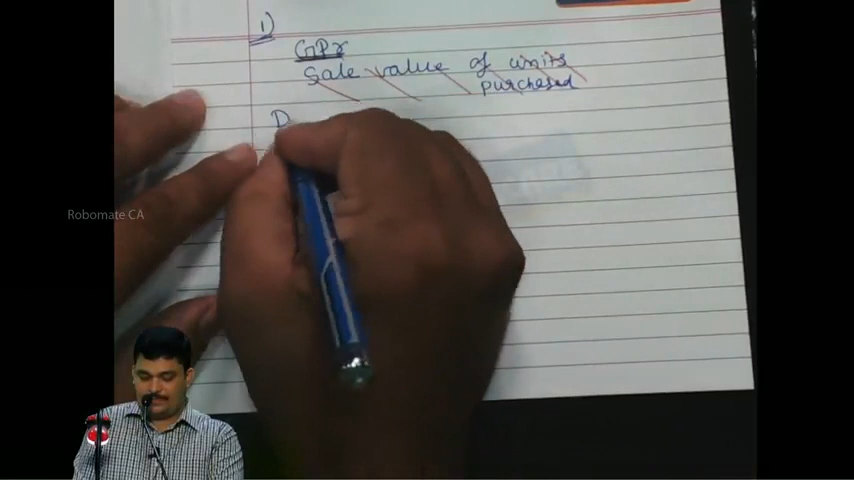 1)
GPr
Sale value of units
purchased
D
Robomate CA